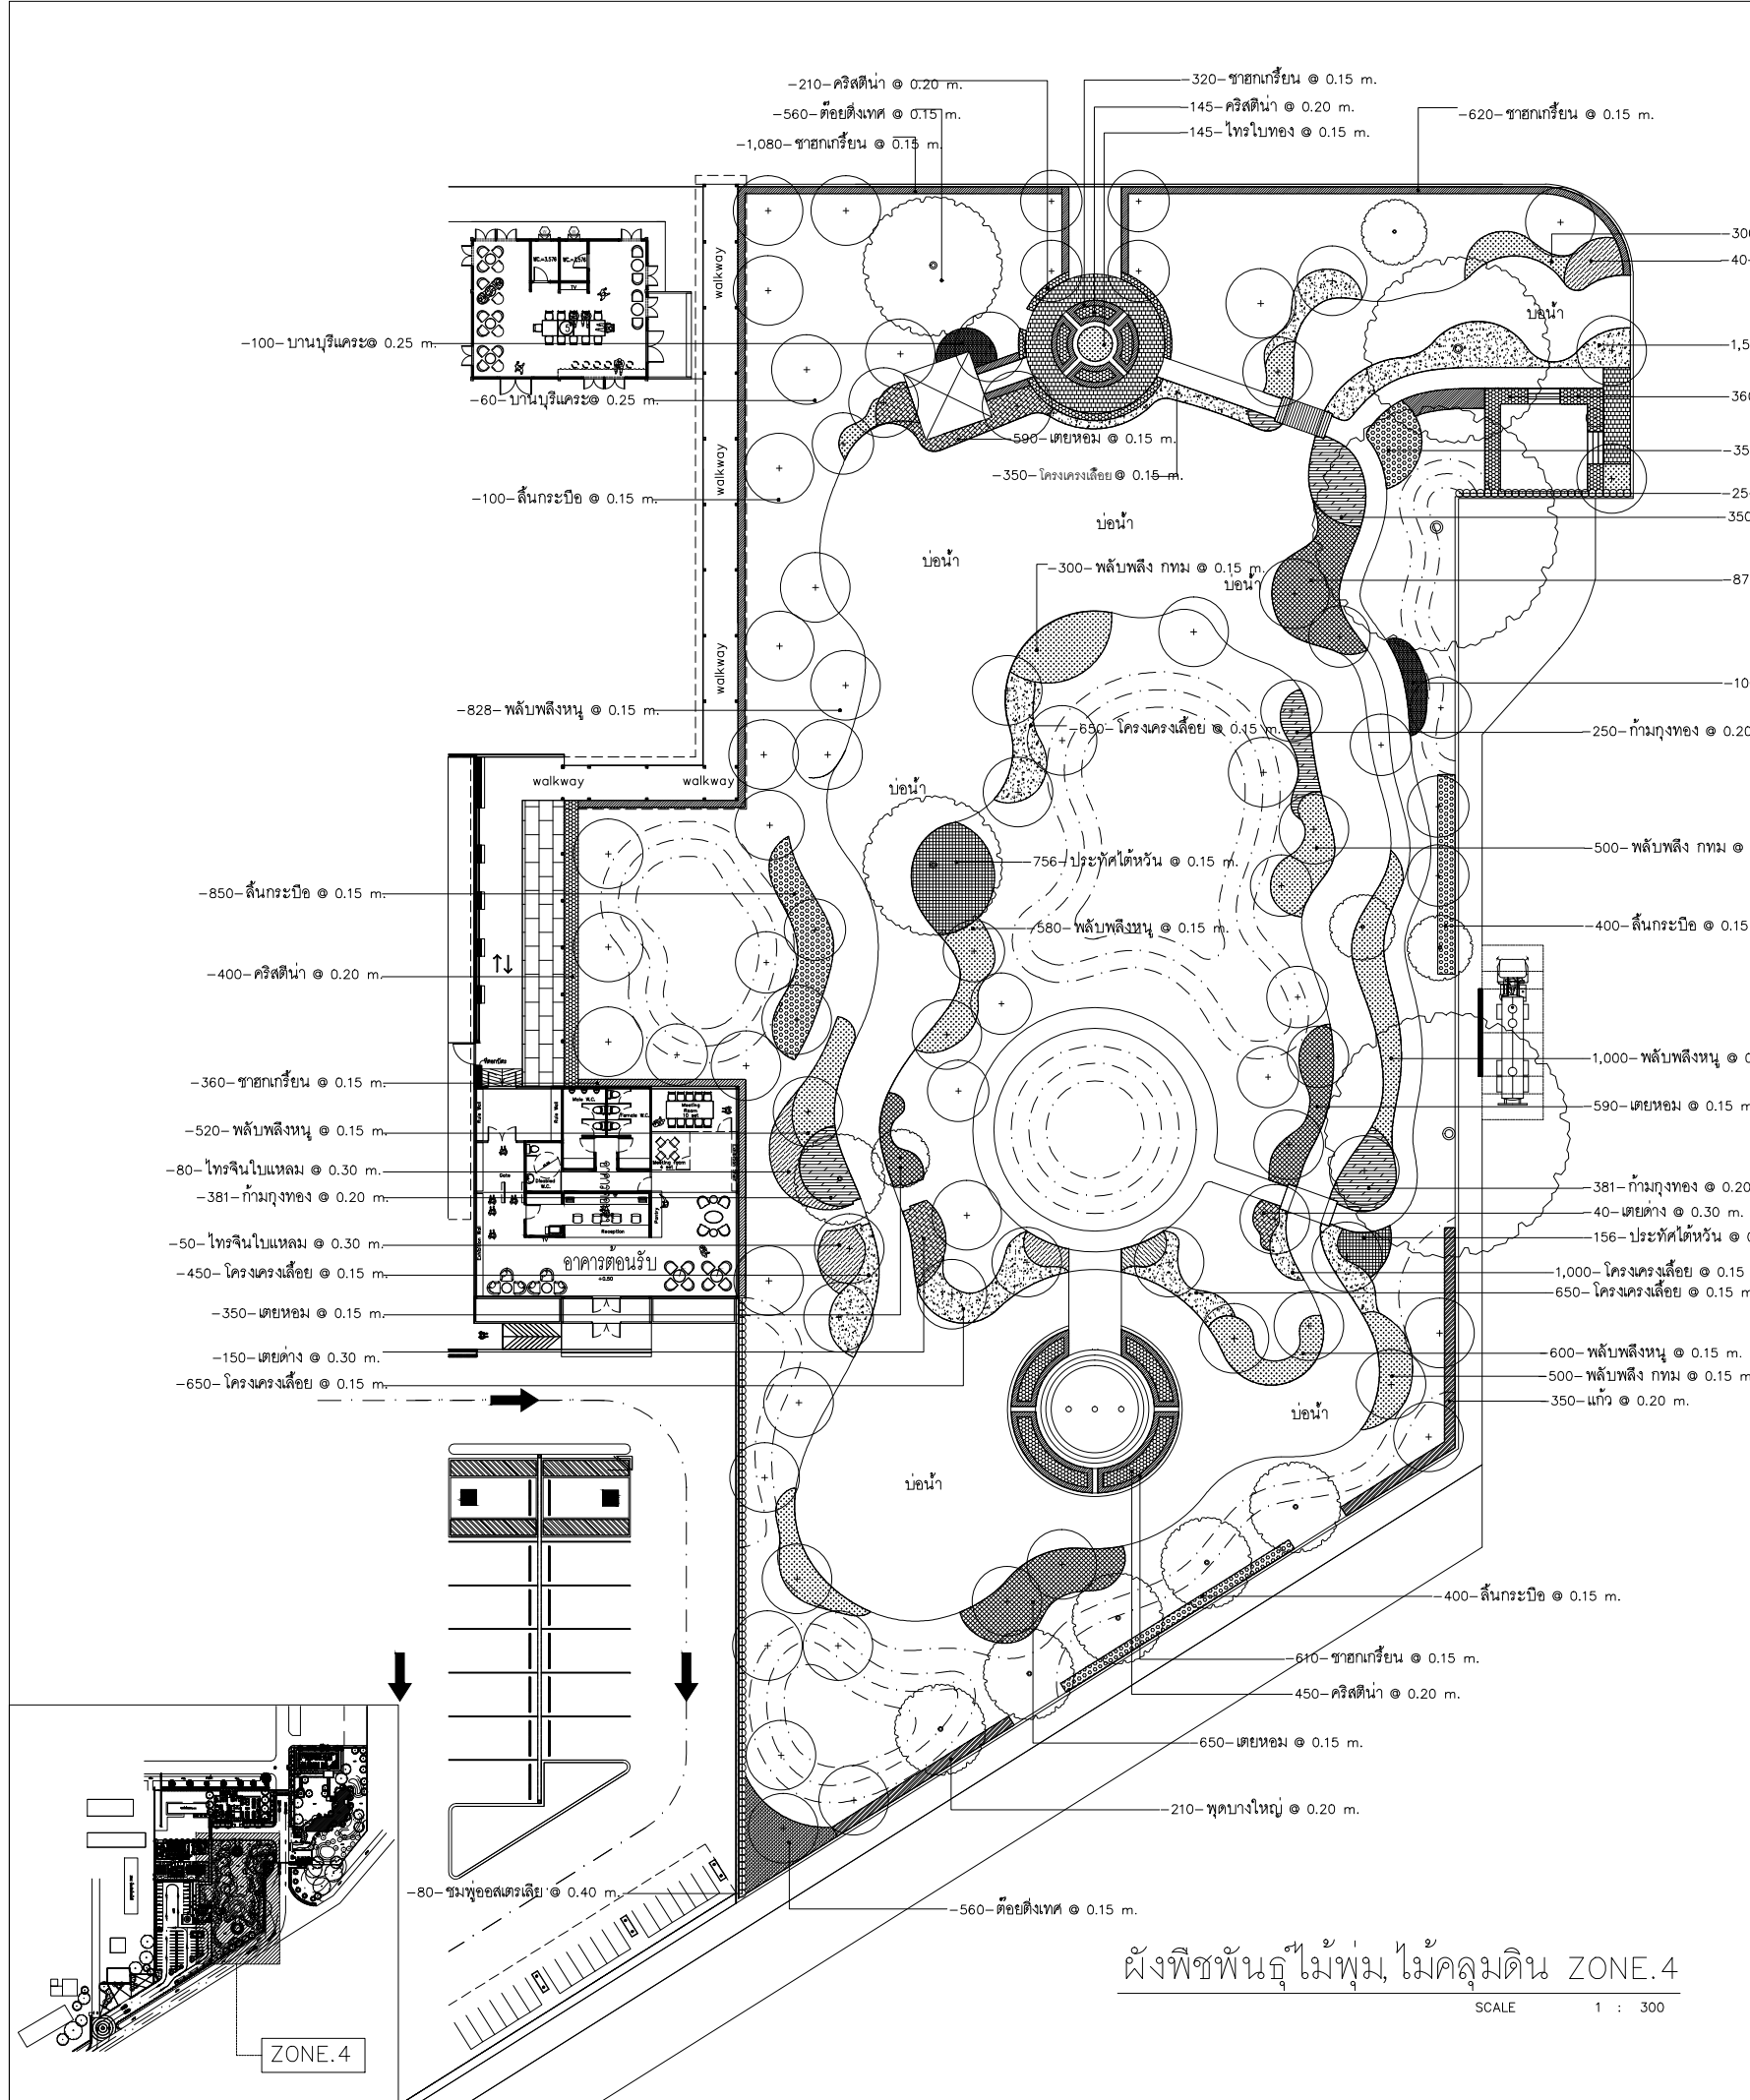 -210-คริสตีน่า @ 0.20 m.
-560-ต้อยติ่งเทศ @ 0.15 m.
-1,080-ชาฮกเกรี้ยน @ 0.15 m.
-320-ชาฮกเกรี้ยน @ 0.15 m.
-145-คริสตีน่า @ 0.20 m.
-145-ไทรใบทอง @ 0.15 m.
-620-ชาฮกเกรี้ยน @ 0.15 m.
walkway
-300
-40-
บ่อน้ำ
-100-บานบุรีแคระ@ 0.25 m.
-1,5
-60-บานบุรีแคระ@ 0.25 m.
-360
-590-เตยหอม @ 0.15 m.
-350-โครงเครงเลื้อย @ 0.15 m.
-35
walkway
-100-ลิ้นกระบือ @ 0.15 m.
-25
350
บ่อน้ำ
บ่อน้ำ
-300-พลับพลึง กทม @ 0.15 m.
บ่อน้ำ
-87
walkway
-10
-828-พลับพลึงหนู @ 0.15 m.
-650-โครงเครงเลื้อย @ 0.15 m.
-250-ก้ามกุงทอง @ 0.20
walkway
walkway
บ่อน้ำ
-756-ประทัศไต้หวัน @ 0.15 m.
-500-พลับพลึง กทม @
-850-ลิ้นกระบือ @ 0.15 m.
-580-พลับพลึงหนู @ 0.15 m.
-400-ลิ้นกระบือ @ 0.15
-400-คริสตีน่า @ 0.20 m.
-360-ชาฮกเกรี้ยน @ 0.15 m.
1,000-พลับพลึงหนู @ 0
Male W.C.
Female W.C.
Meeting Room
10 seat
-520-พลับพลึงหนู @ 0.15 m.
-590-เตยหอม @ 0.15 m
-80-ไทรจีนใบแหลม @ 0.30 m.
Gate
Disabled W.C.
-381-ก้ามกุงทอง @ 0.20 m.
-381-ก้ามกุงทอง @ 0.20
40-เตยด่าง @ 0.30 m.
Pantry
Reception
TV
-50-ไทรจีนใบแหลม @ 0.30 m.
-156-ประทัศไต้หวัน @ 0
อาคารต้อนรับ
+0.50
-450-โครงเครงเลื้อย @ 0.15 m.
1,000-โครงเครงเลื้อย @ 0.15
650-โครงเครงเลื้อย @ 0.15 m
-350-เตยหอม @ 0.15 m.
-150-เตยด่าง @ 0.30 m.
-600-พลับพลึงหนู @ 0.15 m.
-650-โครงเครงเลื้อย @ 0.15 m.
-500-พลับพลึง กทม @ 0.15 m
-350-แก้ว @ 0.20 m.
บ่อน้ำ
บ่อน้ำ
-400-ลิ้นกระบือ @ 0.15 m.
-610-ชาฮกเกรี้ยน @ 0.15 m.
450-คริสตีน่า @ 0.20 m.
-650-เตยหอม @ 0.15 m.
-210-พุดบางใหญ่ @ 0.20 m.
-80-ชมพู่ออสเตรเลีย @ 0.40 m.
-560-ต้อยติ่งเทศ @ 0.15 m.
ผังพืชพันธุ์ไม้พุ่ม, ไม้คลุมดิน ZONE.4
SCALE 1 : 300
ZONE.4